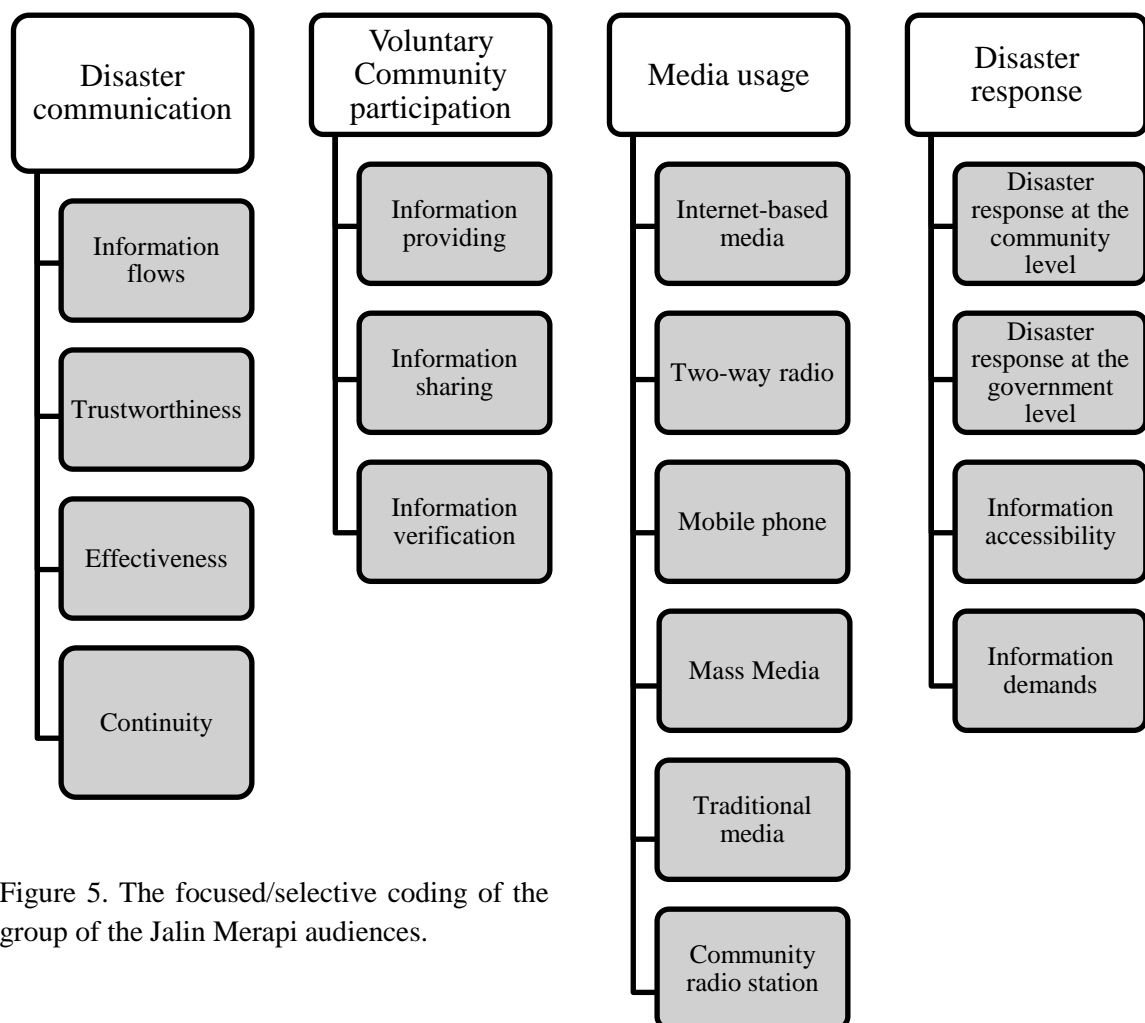 Disaster
communication
Information
flows
Trustworthiness
Effectiveness
Continuity
Voluntary
Community
participation
Information
providing
Information
sharing
Information
verification
Media usage
Internet-based
media
Two-way radio
Mobile phone
Mass Media
Traditional
media
Community
radio station
Disaster
response
Disaster
response at the
community
level
Disaster
response at the
government
level
Information
accessibility
Information
demands
Figure 5. The focused/selective coding of the
group of the Jalin Merapi audiences.